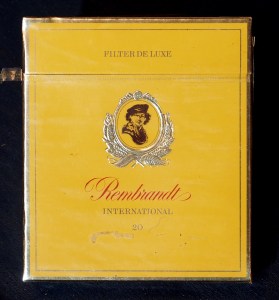 FILTER DE LUXE
Rembrandt
INTERNATIONAL
20